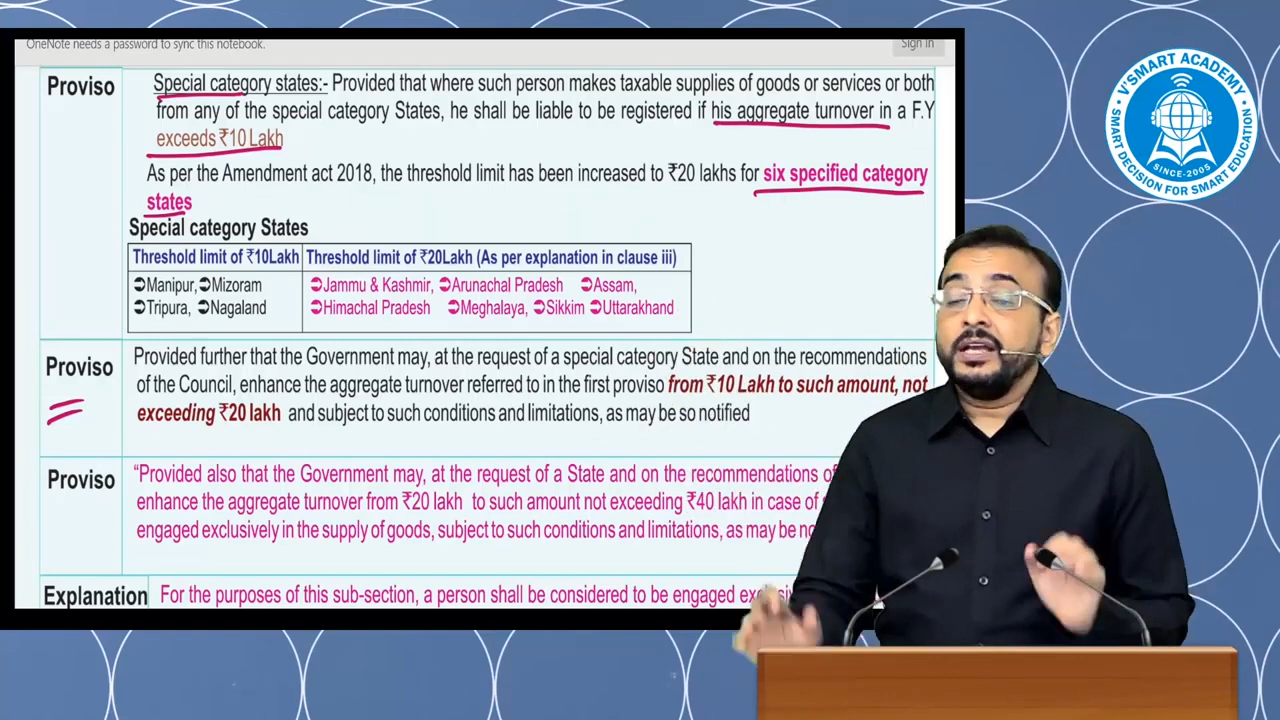 OneNote needs a password to sync this notebook.
Sign in
Proviso
Special category states:- Provided that where such person makes taxable supplies of goods or services or both
from any of the special category States, he shall be liable to be registered if his aggregate turnover in a F.Y
exceeds ₹10 Lakh
As per the Amendment act 2018, the threshold limit has been increased to ₹20 lakhs for six specified category
states
Special category States
Threshold limit of ₹10Lakh
Threshold limit of ₹20Lakh (As per explanation in clause iii)
➲Manipur,➲Mizoram
➲Tripura, ➲Nagaland
➲Jammu & Kashmir, ➲Arunachal Pradesh ➲Assam,
➲Himachal Pradesh ➲Meghalaya, ➲Sikkim ➲Uttarakhand
Proviso
Provided further that the Government may, at the request of a special category State and on the recommendations
of the Council, enhance the aggregate turnover referred to in the first proviso from ₹10 Lakh to such amount, not
exceeding ₹20 lakh and subject to such conditions and limitations, as may be so notified
Proviso
“Provided also that the Government may, at the request of a State and on the recommendations of
enhance the aggregate turnover from ₹20 lakh to such amount not exceeding ₹40 lakh in case of
engaged exclusively in the supply of goods, subject to such conditions and limitations, as may be
Explanation
For the purposes of this sub-section, a person shall be considered to be engaged
V'SMART ACADEMY
SINCE-2005
SMART DECISION FOR SMART EDUCATION